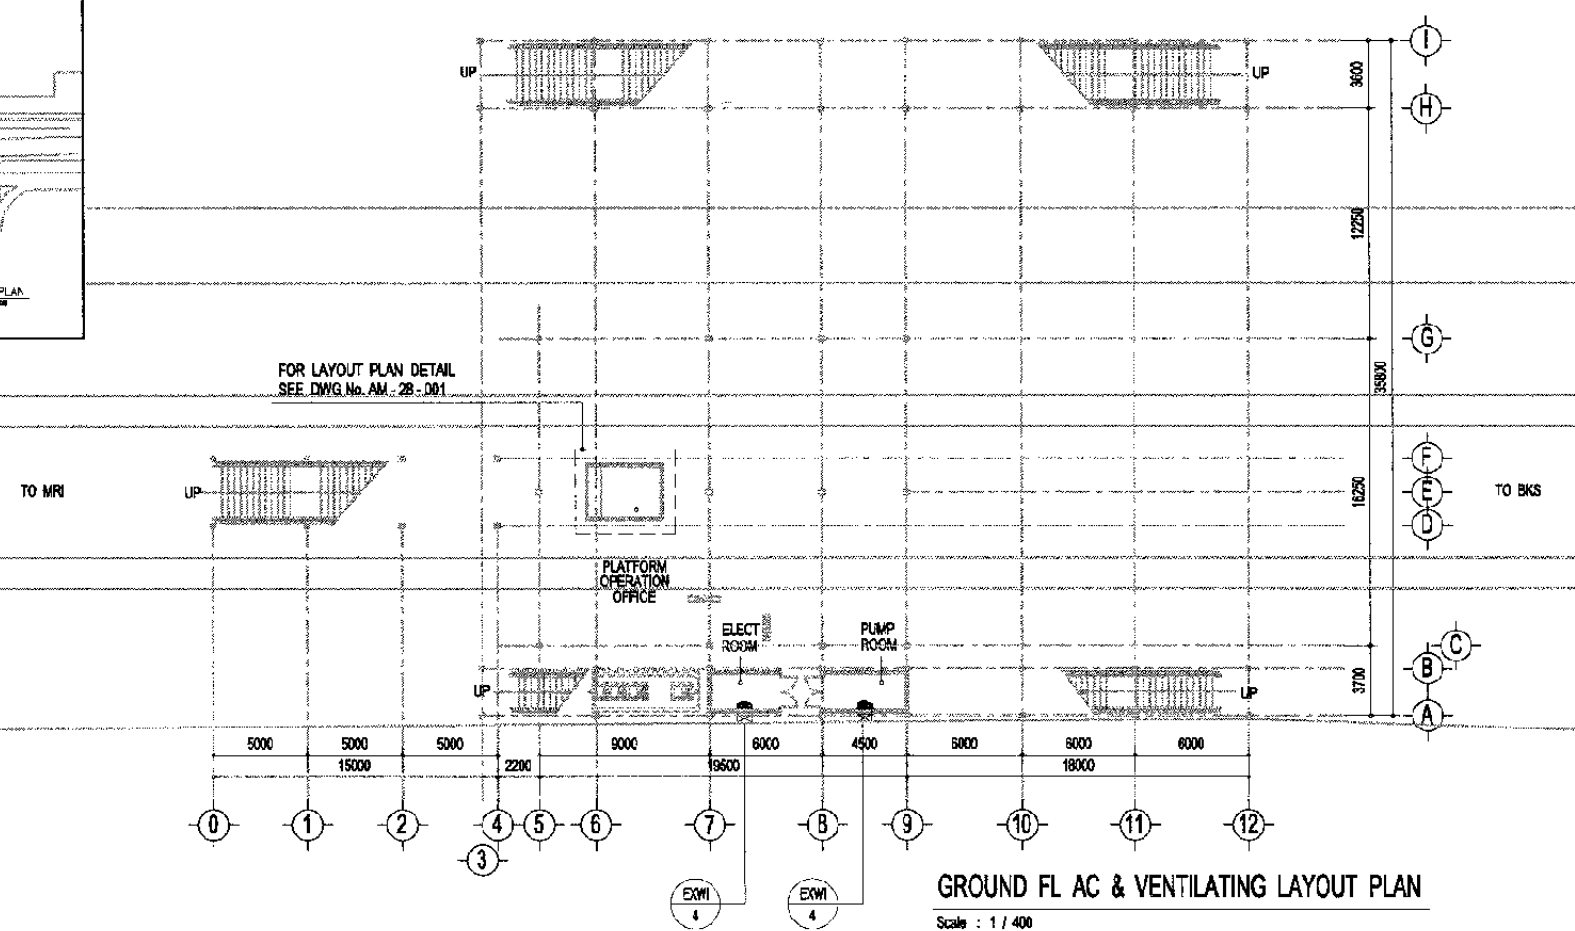 UP
UP
I
3600
H
12250
PLAN
G
FOR LAYOUT PLAN DETAIL
SEE DWG No. AM - 28 - 001
35800
F
TO MRI
UP
16250
E
TO BKS
D
PLATFORM
OPERATION
OFFICE
ELECT
ROOM
PUMP
ROOM
C
B
UP
UP
3700
A
5000
5000
5000
9000
6000
4500
6000
6000
6000
15000
2200
19500
18000
0
1
2
4
5
6
7
8
9
10
11
12
3
EXWI
4
EXWI
4
GROUND FL AC & VENTILATING LAYOUT PLAN
Scale : 1 / 400